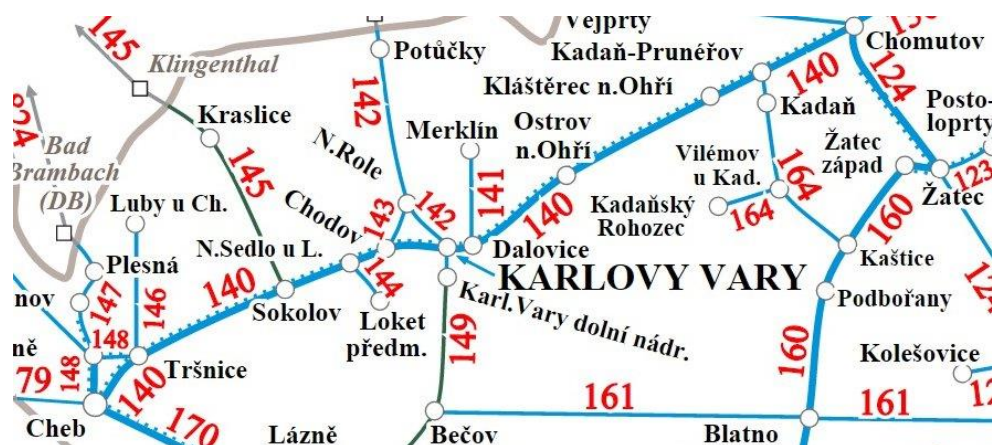 145
Klingenthal
Potůčky
Vejprty
Kadaň-Prunéřov
Chomutov
Kláštěrec n.Ohří
140
124
Kraslice
142
Merklín
Ostrov
n.Ohří
Kadaň
Žatec
západ
Posto-
loprty
Bad
Brambach
(DB)
N.Role
145
141
Vilémov
u Kad.
164
123
Luby u Ch.
Chodov
143
142
140
Kadaňský
Rohozec
164
160
Žatec
N.Sedlo u L.
Dalovice
KARLOVY VARY
Kaštice
Plesná
140
144
Karl.Vary dolní nádr.
Podbořany
124
147
146
Sokolov
Loket
předm.
149
160
Kolešovice
148
148
Tržnice
79
140
161
161
Cheb
170
Lázně
Bečov
Blatno